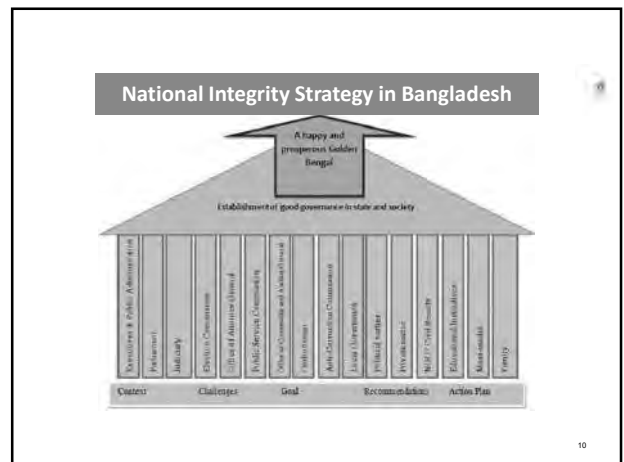 National Integrity Strategy in Bangladesh
A happy and
prosperous Golden
Bengal
Establishment of good governance in state and society
Executives & Public Administration
Parliament
Judiciary
Election Commission
Office of Attorney General
Public Service Commission
Office of Comptroller and Auditor General
Ombudsman
Anti-Corruption Commission
Local Government
Political Parties
Private sector
NGO & Civil Society
Educational Institutions
Mass-media
Family
Context Challenges Goal Recommendations Action Plan
10